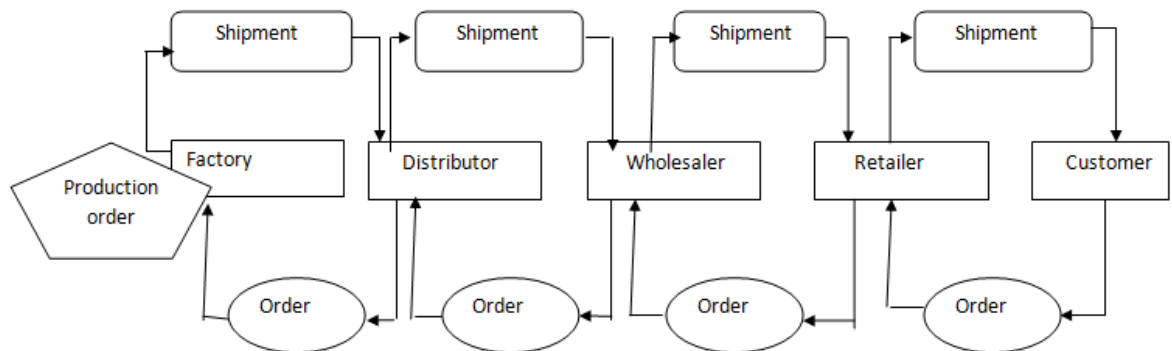 Shipment
Shipment
Shipment
Shipment
Factory
Distributor
Wholesaler
Retailer
Customer
Production
order
Order
Order
Order
Order